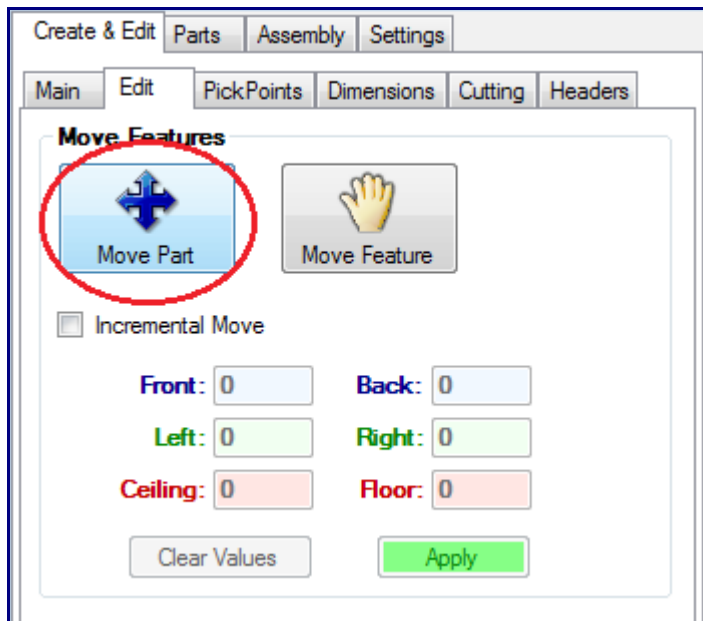 Create & Edit Parts Assembly Settings
Main Edit PickPoints Dimensions Cutting Headers
Move Features
Move Part Move Feature
Incremental Move
Front: 0 Back: 0
Left: 0 Right: 0
Ceiling: 0 Floor: 0
Clear Values Apply